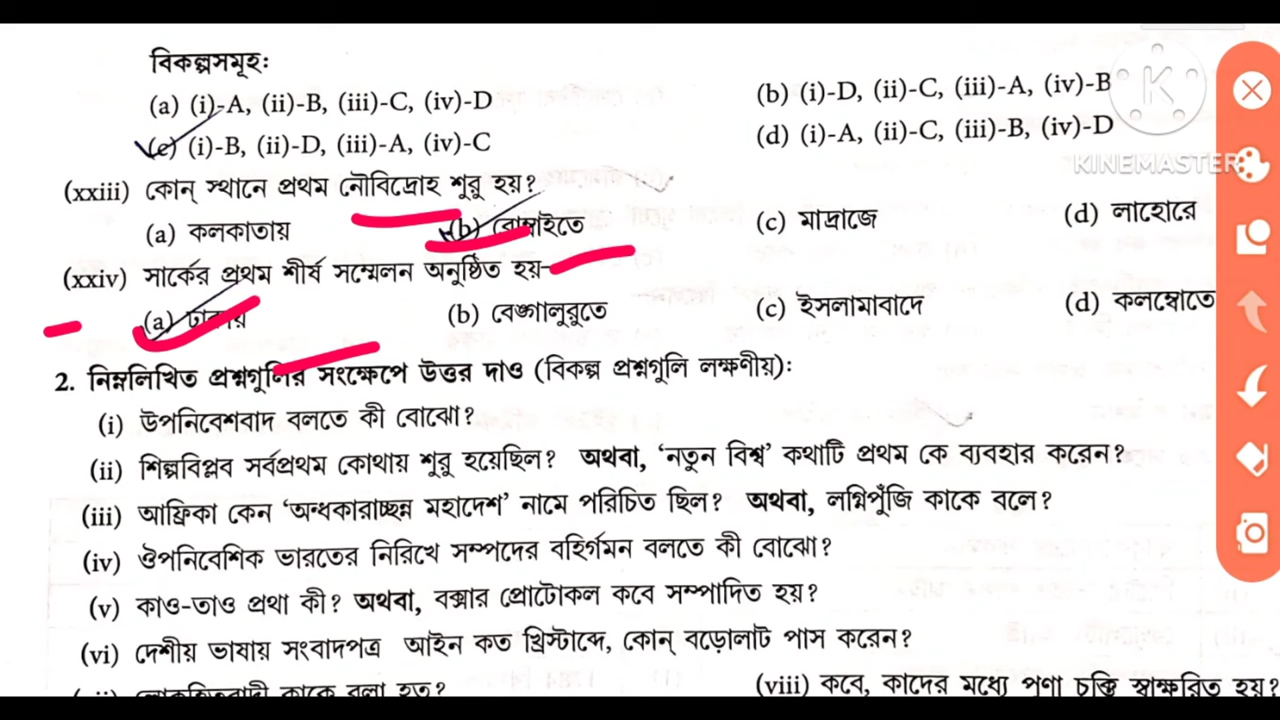 বিকল্পসমূহঃ
(a) (i)-A, (ii)-B, (iii)-C, (iv)-D (b) (i)-D, (ii)-C, (iii)-A, (iv)-B
(c) (i)-B, (ii)-D, (iii)-A, (iv)-C (d) (i)-A, (ii)-C, (iii)-B, (iv)-D
KINEMASTER
(xxiii) কোন্ স্থানে প্রথম নৌবিদ্রোহ শুরু হয়?
(a) কলকাতায় (b) বোম্বাইতে (c) মাদ্রাজে (d) লাহোরে
(xxiv) সার্কের প্রথম শীর্ষ সম্মেলন অনুষ্ঠিত হয়–
(a) ঢাকায় (b) বেঙ্গালুরুতে (c) ইসলামাবাদে (d) কলম্বোতে
2. নিম্নলিখিত প্রশ্নগুলির সংক্ষেপে উত্তর দাও (বিকল্প প্রশ্নগুলি লক্ষণীয়)ঃ
(i) উপনিবেশবাদ বলতে কী বোঝো?
(ii) শিল্পবিপ্লব সর্বপ্রথম কোথায় শুরু হয়েছিল? অথবা, ‘নতুন বিশ্ব’ কথাটি প্রথম কে ব্যবহার করেন?
(iii) আফ্রিকা কেন ‘অন্ধকারাচ্ছন্ন মহাদেশ’ নামে পরিচিত ছিল? অথবা, লগ্নিপুঁজি কাকে বলে?
(iv) ঔপনিবেশিক ভারতের নিরিখে সম্পদের বহির্গমন বলতে কী বোঝো?
(v) কাও-তাও প্রথা কী? অথবা, বক্সার প্রোটোকল কবে সম্পাদিত হয়?
(vi) দেশীয় ভাষায় সংবাদপত্র আইন কত খ্রিস্টাব্দে, কোন্ বড়োলাট পাস করেন?
লোকহিতবাদী কাকে বলা হত? (viii) কবে, কাদের মধ্যে পুণা চুক্তি স্বাক্ষরিত হয়?